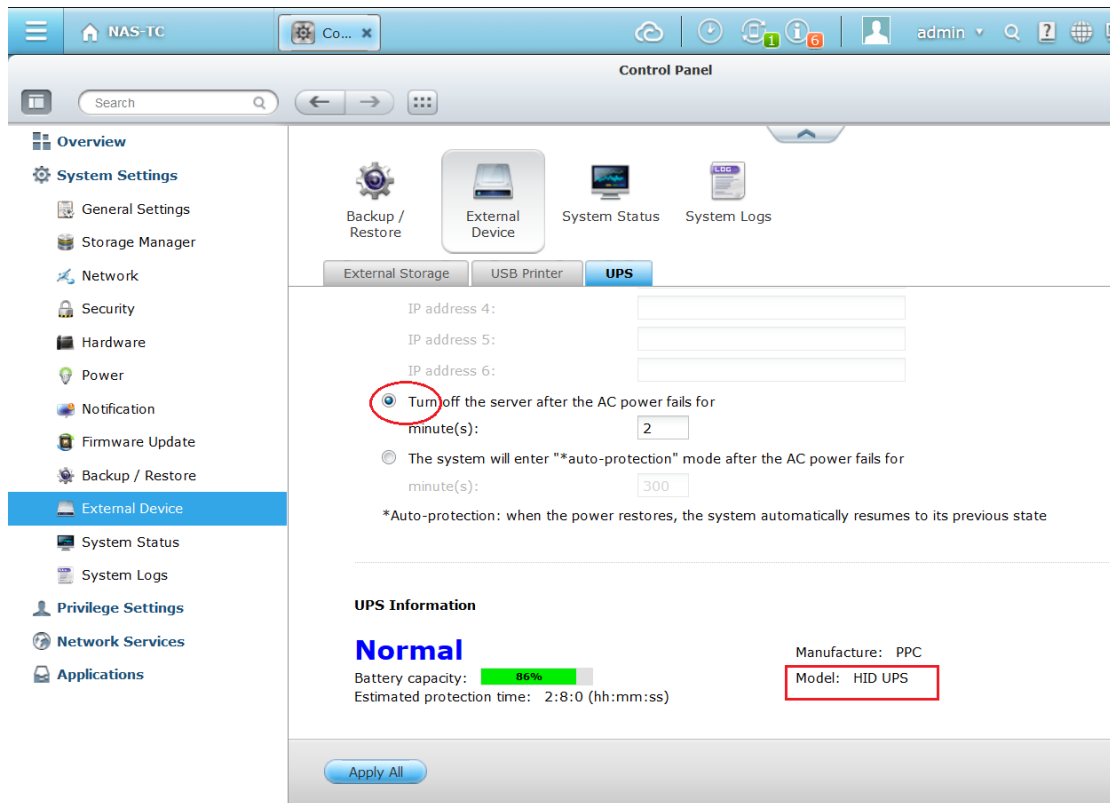 NAS-TC
Co... ×
1
6
admin
?
Control Panel
Search
Overview
System Settings
General Settings
Storage Manager
Network
Security
Hardware
Power
Notification
Firmware Update
Backup / Restore
External Device
System Status
System Logs
Privilege Settings
Network Services
Applications
Backup /
Restore
External
Device
System Status
LOG
System Logs
External Storage
USB Printer
UPS
IP address 4:
IP address 5:
IP address 6:
Turn off the server after the AC power fails for
minute(s): 2
The system will enter "*auto-protection" mode after the AC power fails for
minute(s): 300
*Auto-protection: when the power restores, the system automatically resumes to its previous state
UPS Information
Normal
Battery capacity: 86%
Estimated protection time: 2:8:0 (hh:mm:ss)
Manufacture: PPC
Model: HID UPS
Apply All